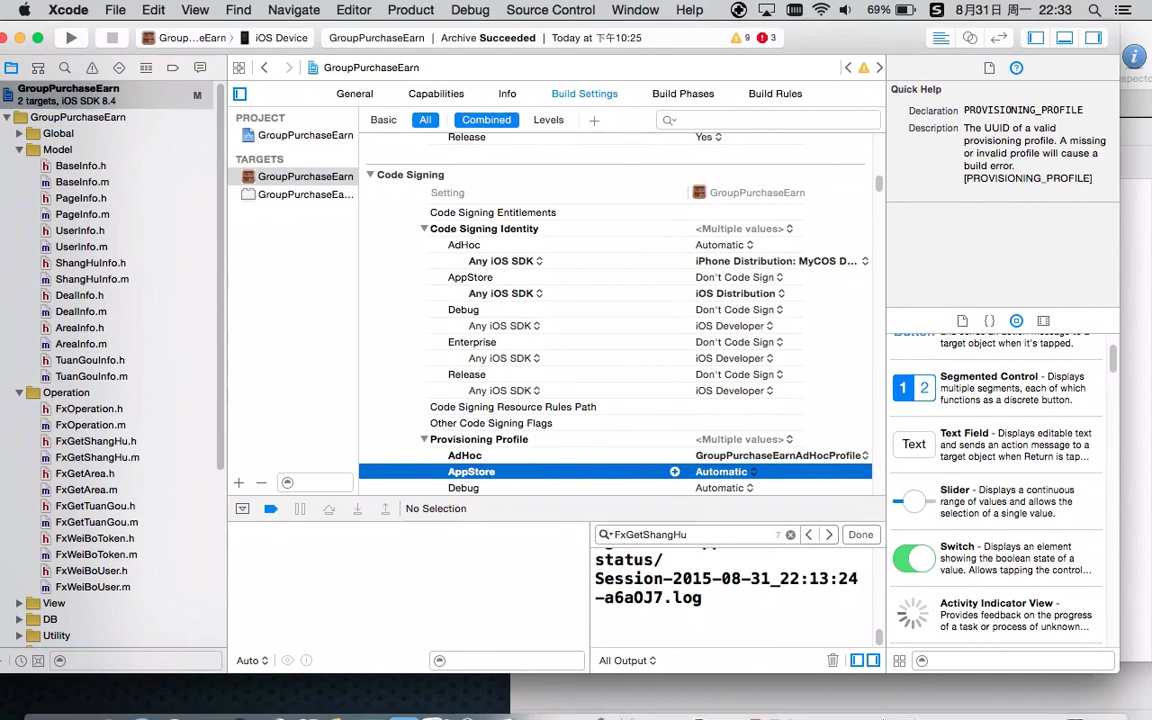 Xcode File Edit View Find Navigate Editor Product Debug Source Control Window Help 69% 8月31日 周一 22:33
Group...eEarn iOS Device GroupPurchaseEarn Archive Succeeded Today at 下午10:25 9 3
GroupPurchaseEarn
2 targets, iOS SDK 8.4 M
GroupPurchaseEarn
Global
Model
h BaseInfo.h
m BaseInfo.m
h PageInfo.h
m PageInfo.m
h UserInfo.h
m UserInfo.m
h ShangHuInfo.h
m ShangHuInfo.m
h DealInfo.h
m DealInfo.m
h AreaInfo.h
m AreaInfo.m
h TuanGouInfo.h
m TuanGouInfo.m
Operation
h FxOperation.h
m FxOperation.m
h FxGetShangHu.h
m FxGetShangHu.m
h FxGetArea.h
m FxGetArea.m
h FxGetTuanGou.h
m FxGetTuanGou.m
h FxWeiBoToken.h
m FxWeiBoToken.m
h FxWeiBoUser.h
m FxWeiBoUser.m
View
DB
Utility
GroupPurchaseEarn
General Capabilities Info Build Settings Build Phases Build Rules
PROJECT
GroupPurchaseEarn
TARGETS
GroupPurchaseEarn
GroupPurchaseEa...
Basic All Combined Levels
Release Yes
Code Signing
Setting GroupPurchaseEarn
Code Signing Entitlements
Code Signing Identity <Multiple values>
AdHoc Automatic
Any iOS SDK iPhone Distribution: MyCOS D...
AppStore Don't Code Sign
Any iOS SDK iOS Distribution
Debug Don't Code Sign
Any iOS SDK iOS Developer
Enterprise Don't Code Sign
Any iOS SDK iOS Developer
Release Don't Code Sign
Any iOS SDK iOS Developer
Code Signing Resource Rules Path
Other Code Signing Flags
Provisioning Profile <Multiple values>
AdHoc GroupPurchaseEarnAdHocProfile
AppStore Automatic
Debug Automatic
No Selection
FxGetShangHu 7 Done
status/
Session-2015-08-31_22:13:24
-a6aOJ7.log
Auto
All Output
Quick Help
Declaration PROVISIONING_PROFILE
Description The UUID of a valid
provisioning profile. A missing
or invalid profile will cause a
build error.
[PROVISIONING_PROFILE]
Button
target object when it's tapped.
1 2 Segmented Control - Displays
multiple segments, each of which
functions as a discrete button.
Text Text Field - Displays editable text
and sends an action message to a
target object when Return is tap...
Slider - Displays a continuous
range of values and allows the
selection of a single value.
Switch - Displays an element
showing the boolean state of a
value. Allows tapping the control...
Activity Indicator View -
Provides feedback on the progress
of a task or process of unknown...